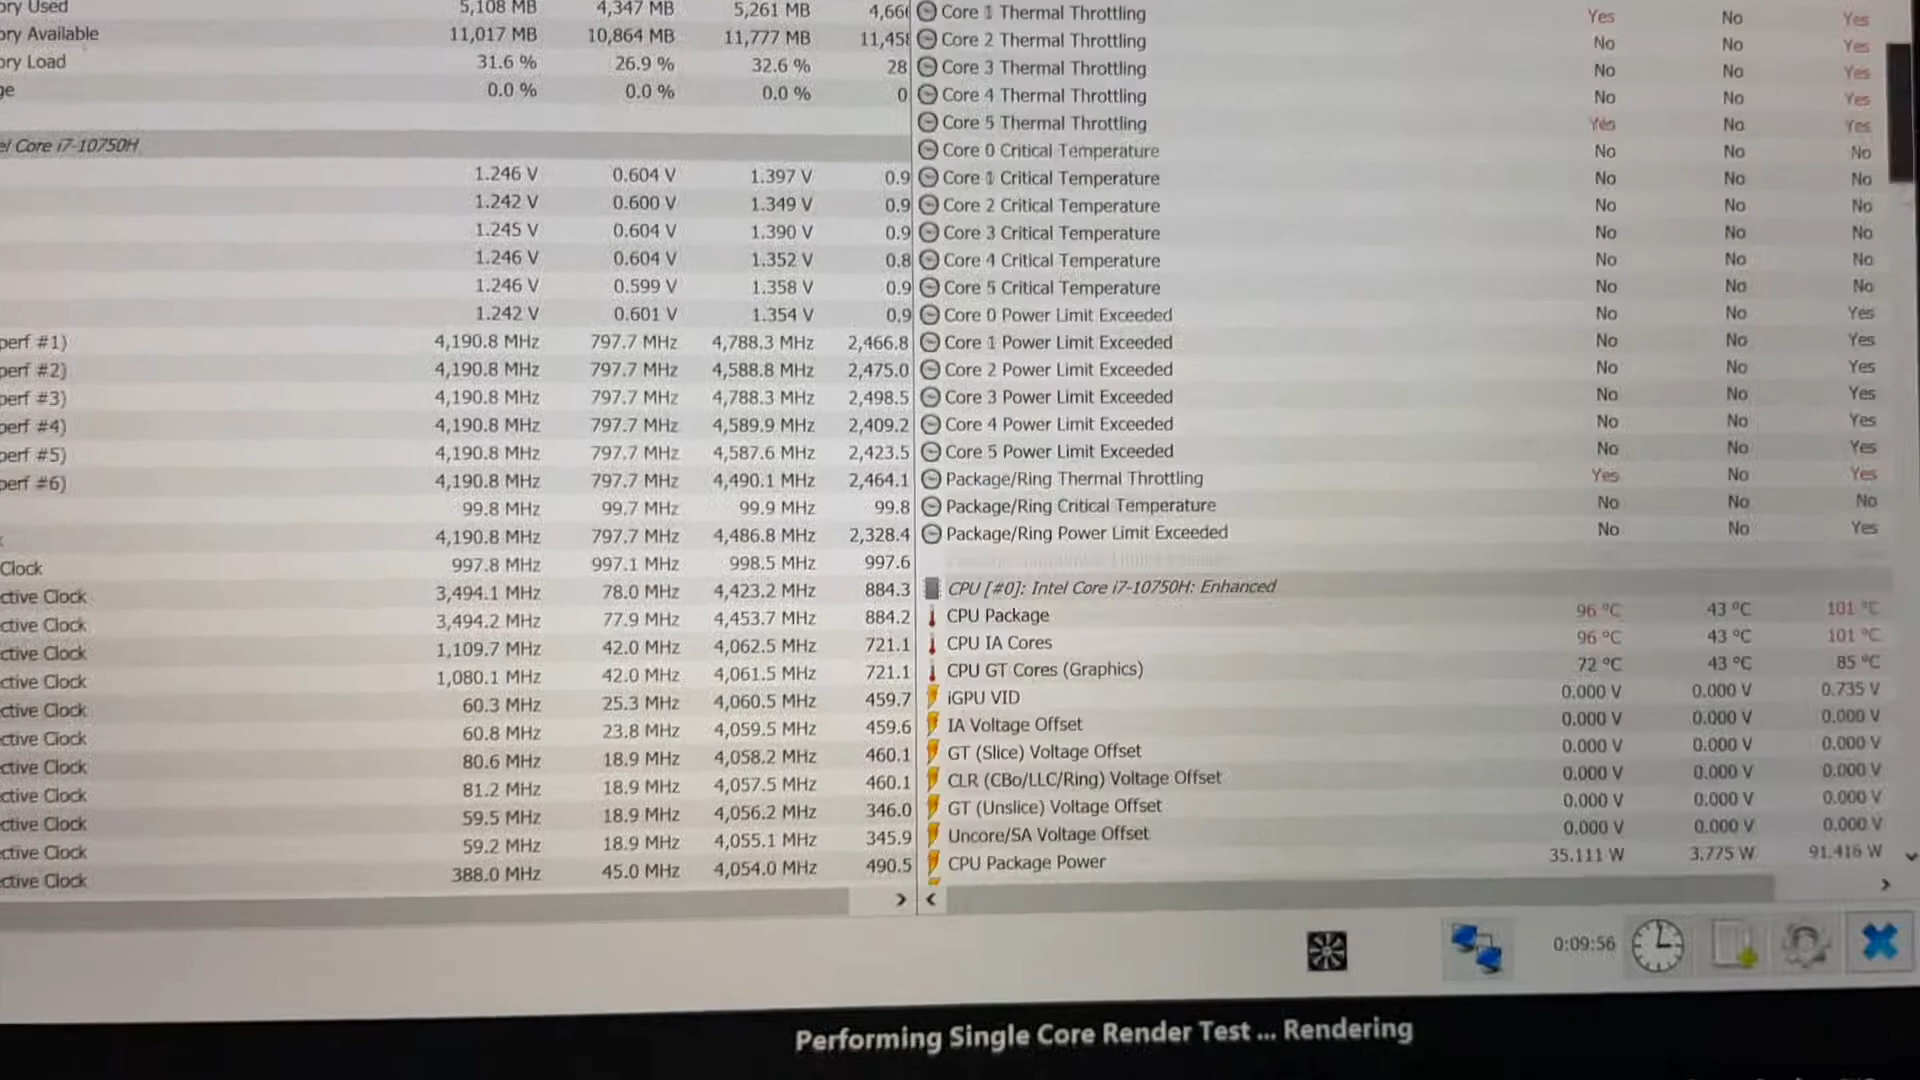 ory Used 5,108 MB 4,347 MB 5,261 MB 4,66
ory Available 11,017 MB 10,864 MB 11,777 MB 11,45
ory Load 31.6 % 26.9 % 32.6 % 28
ge 0.0 % 0.0 % 0.0 % 0
el Core i7-10750H
1.246 V 0.604 V 1.397 V 0.9
1.242 V 0.600 V 1.349 V 0.9
1.245 V 0.604 V 1.390 V 0.9
1.246 V 0.604 V 1.352 V 0.8
1.246 V 0.599 V 1.358 V 0.9
1.242 V 0.601 V 1.354 V 0.9
perf #1) 4,190.8 MHz 797.7 MHz 4,788.3 MHz 2,466.8
perf #2) 4,190.8 MHz 797.7 MHz 4,588.8 MHz 2,475.0
perf #3) 4,190.8 MHz 797.7 MHz 4,788.3 MHz 2,498.5
perf #4) 4,190.8 MHz 797.7 MHz 4,589.9 MHz 2,409.2
perf #5) 4,190.8 MHz 797.7 MHz 4,587.6 MHz 2,423.5
perf #6) 4,190.8 MHz 797.7 MHz 4,490.1 MHz 2,464.1
99.8 MHz 99.7 MHz 99.9 MHz 99.8
4,190.8 MHz 797.7 MHz 4,486.8 MHz 2,328.4
Clock 997.8 MHz 997.1 MHz 998.5 MHz 997.6
ctive Clock 3,494.1 MHz 78.0 MHz 4,423.2 MHz 884.3
ctive Clock 3,494.2 MHz 77.9 MHz 4,453.7 MHz 884.2
ctive Clock 1,109.7 MHz 42.0 MHz 4,062.5 MHz 721.1
ctive Clock 1,080.1 MHz 42.0 MHz 4,061.5 MHz 721.1
ctive Clock 60.3 MHz 25.3 MHz 4,060.5 MHz 459.7
ctive Clock 60.8 MHz 23.8 MHz 4,059.5 MHz 459.6
ctive Clock 80.6 MHz 18.9 MHz 4,058.2 MHz 460.1
ctive Clock 81.2 MHz 18.9 MHz 4,057.5 MHz 460.1
ctive Clock 59.5 MHz 18.9 MHz 4,056.2 MHz 346.0
ctive Clock 59.2 MHz 18.9 MHz 4,055.1 MHz 345.9
ctive Clock 388.0 MHz 45.0 MHz 4,054.0 MHz 490.5
Core 1 Thermal Throttling Yes No Yes
Core 2 Thermal Throttling No No Yes
Core 3 Thermal Throttling No No Yes
Core 4 Thermal Throttling No No Yes
Core 5 Thermal Throttling Yes No Yes
Core 0 Critical Temperature No No No
Core 1 Critical Temperature No No No
Core 2 Critical Temperature No No No
Core 3 Critical Temperature No No No
Core 4 Critical Temperature No No No
Core 5 Critical Temperature No No No
Core 0 Power Limit Exceeded No No Yes
Core 1 Power Limit Exceeded No No Yes
Core 2 Power Limit Exceeded No No Yes
Core 3 Power Limit Exceeded No No Yes
Core 4 Power Limit Exceeded No No Yes
Core 5 Power Limit Exceeded No No Yes
Package/Ring Thermal Throttling Yes No Yes
Package/Ring Critical Temperature No No No
Package/Ring Power Limit Exceeded No No Yes
CPU [#0]: Intel Core i7-10750H: Enhanced
CPU Package 96 °C 43 °C 101 °C
CPU IA Cores 96 °C 43 °C 101 °C
CPU GT Cores (Graphics) 72 °C 43 °C 85 °C
iGPU VID 0.000 V 0.000 V 0.735 V
IA Voltage Offset 0.000 V 0.000 V 0.000 V
GT (Slice) Voltage Offset 0.000 V 0.000 V 0.000 V
CLR (CBo/LLC/Ring) Voltage Offset 0.000 V 0.000 V 0.000 V
GT (Unslice) Voltage Offset 0.000 V 0.000 V 0.000 V
Uncore/SA Voltage Offset 0.000 V 0.000 V 0.000 V
CPU Package Power 35.111 W 3.775 W 91.416 W
0:09:56
Performing Single Core Render Test ... Rendering